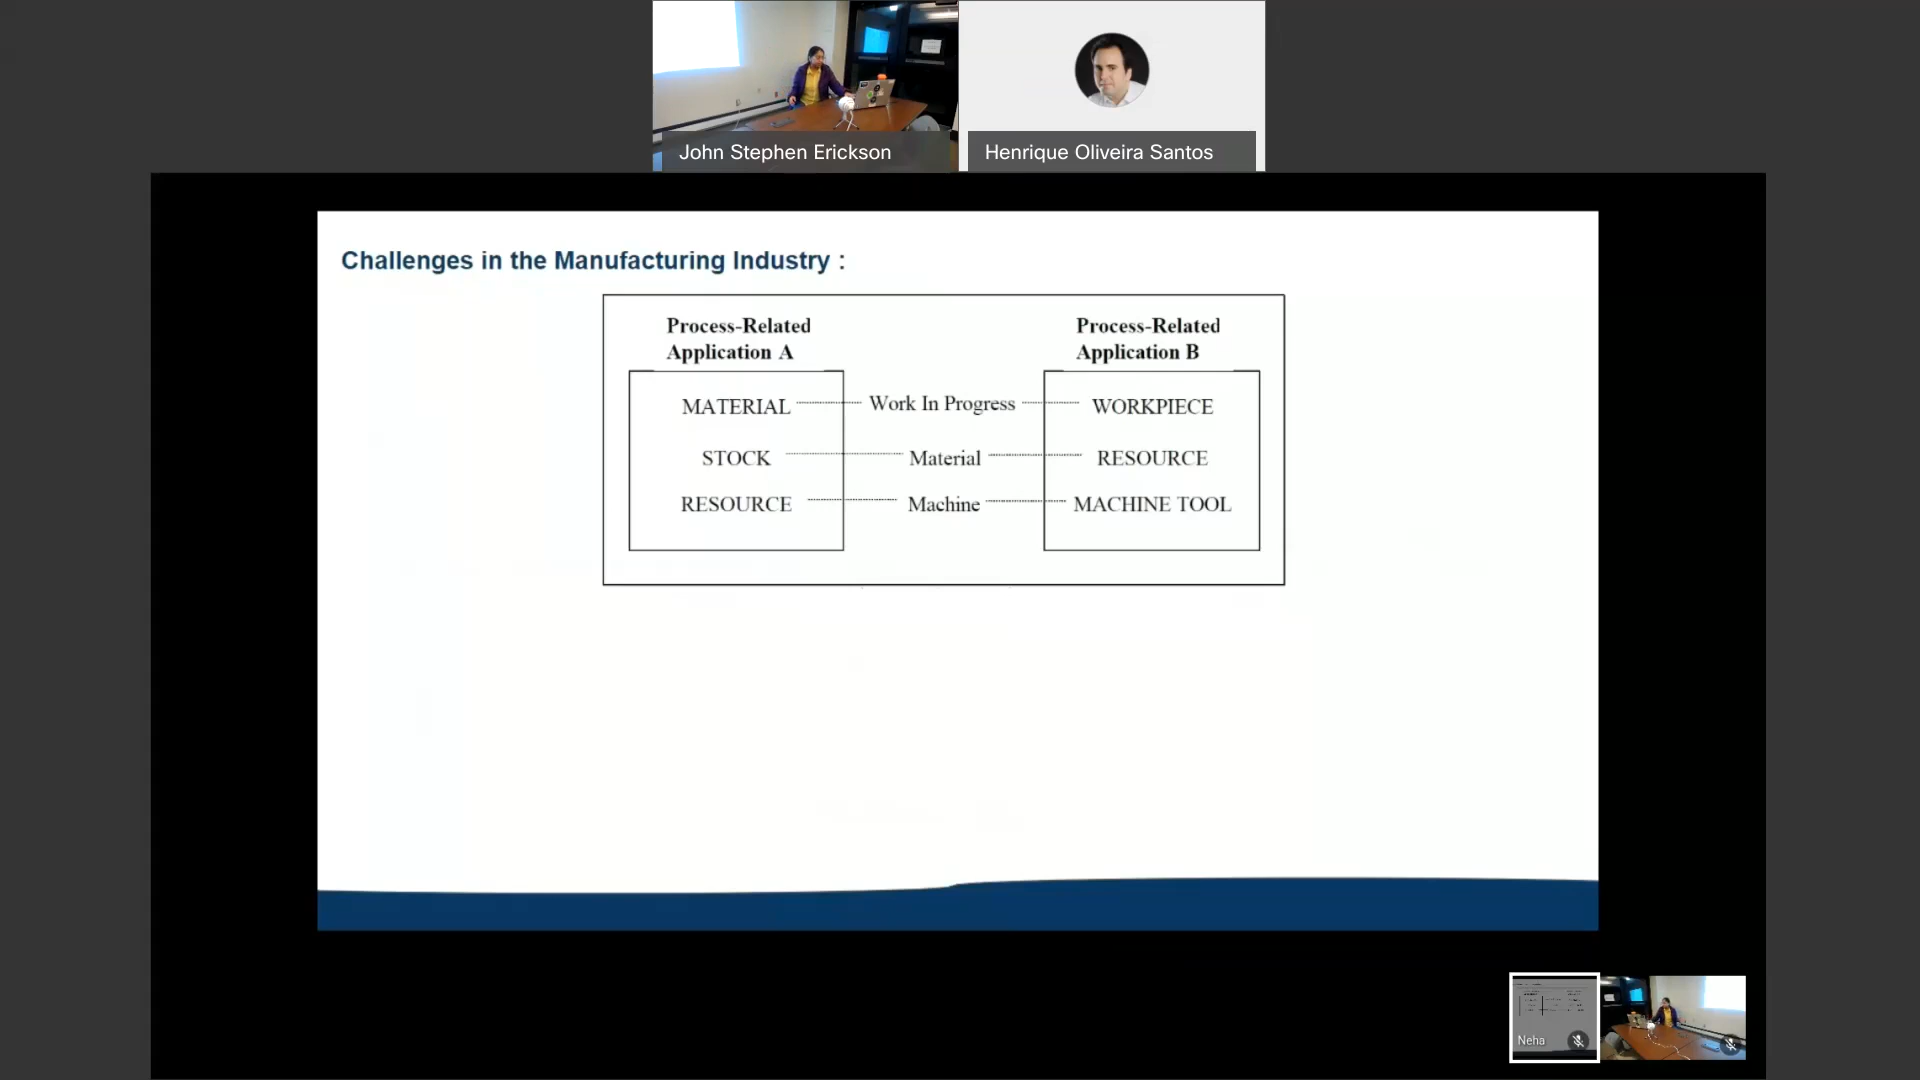 John Stephen Erickson
Henrique Oliveira Santos
Challenges in the Manufacturing Industry :
Process-Related
Application A
Process-Related
Application B
MATERIAL
Work In Progress
WORKPIECE
STOCK
Material
RESOURCE
RESOURCE
Machine
MACHINE TOOL
Neha